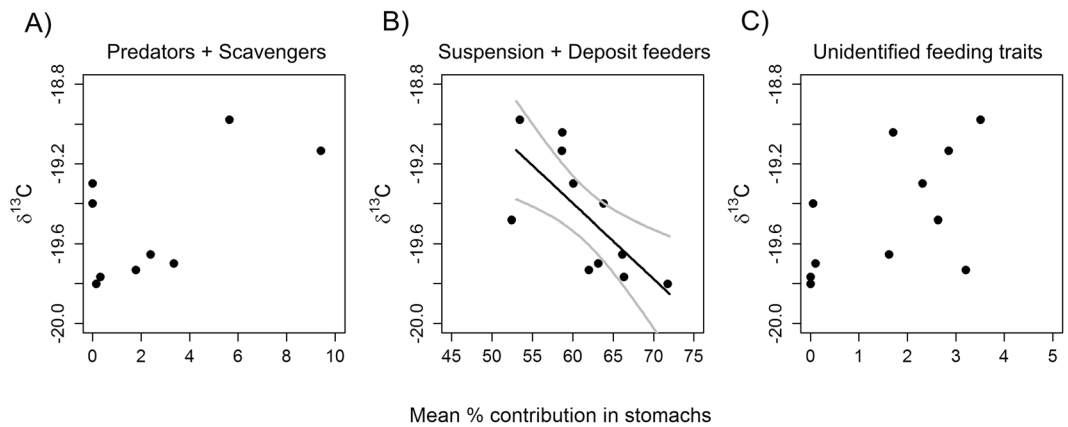 A)
Predators + Scavengers
δ13C
-18.8
-19.2
-19.6
-20.0
0 2 4 6 8 10
B)
Suspension + Deposit feeders
δ13C
-18.8
-19.2
-19.6
-20.0
45 50 55 60 65 70 75
C)
Unidentified feeding traits
δ13C
-18.8
-19.2
-19.6
-20.0
0 1 2 3 4 5
Mean % contribution in stomachs